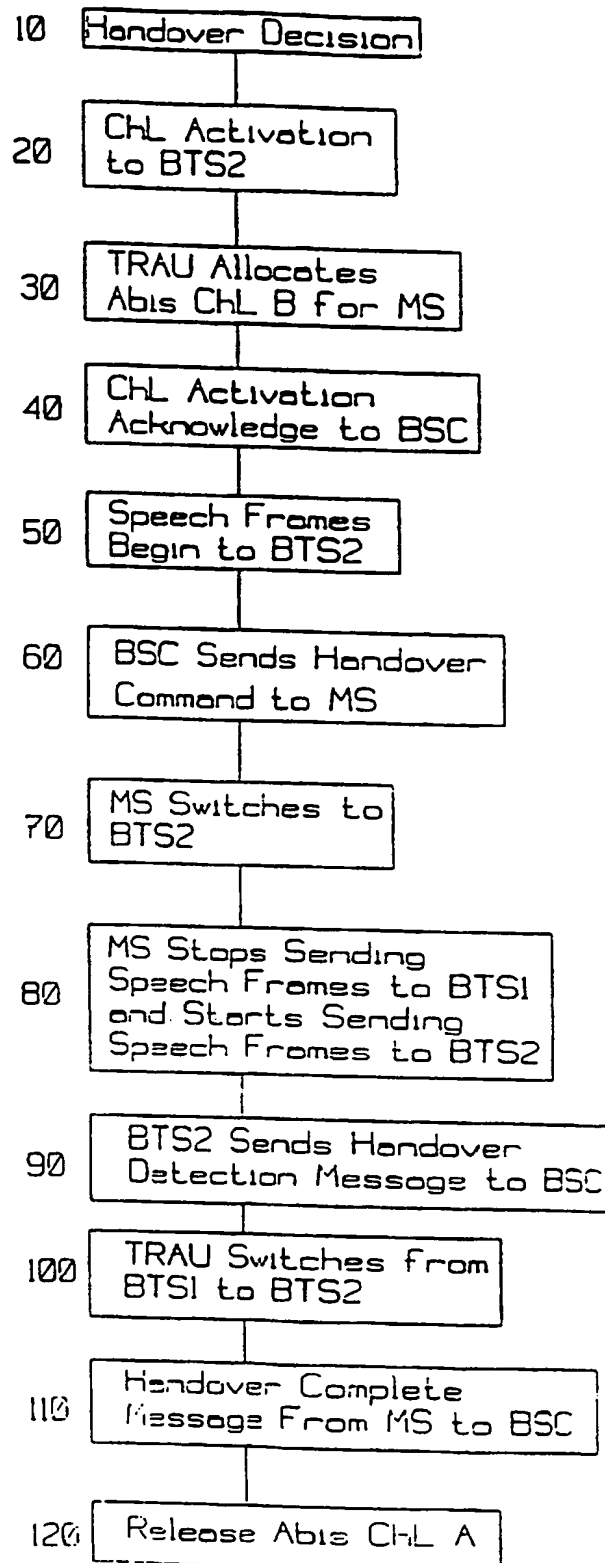 10 Handover Decision
20 ChL Activation
to BTS2
30 TRAU Allocates
Abis ChL B for MS
40 ChL Activation
Acknowledge to BSC
50 Speech Frames
Begin to BTS2
60 BSC Sends Handover
Command to MS
70 MS Switches to
BTS2
80 MS Stops Sending
Speech Frames to BTS1
and Starts Sending
Speech Frames to BTS2
90 BTS2 Sends Handover
Detection Message to BSC
100 TRAU Switches from
BTS1 to BTS2
110 Handover Complete
Message From MS to BSC
120 Release Abis ChL A